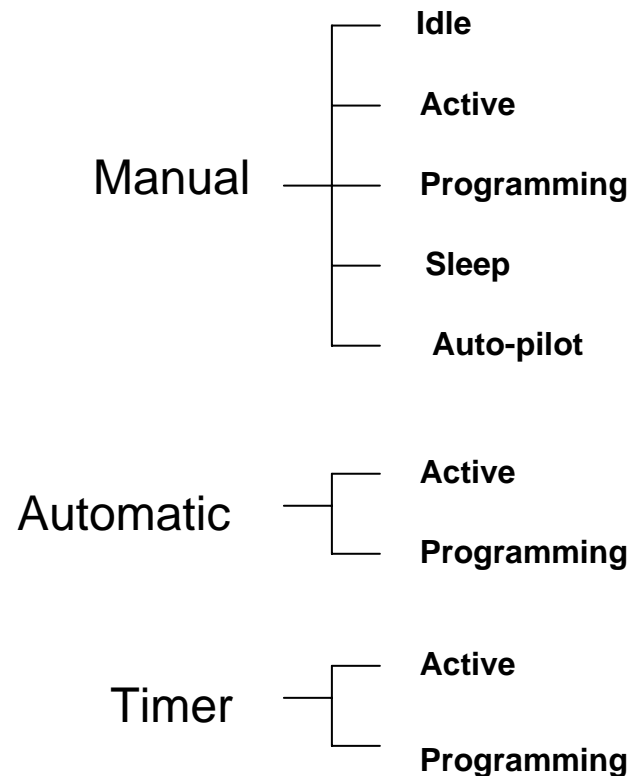 Idle
Active
Manual
Programming
Sleep
Auto-pilot
Active
Automatic
Programming
Active
Timer
Programming